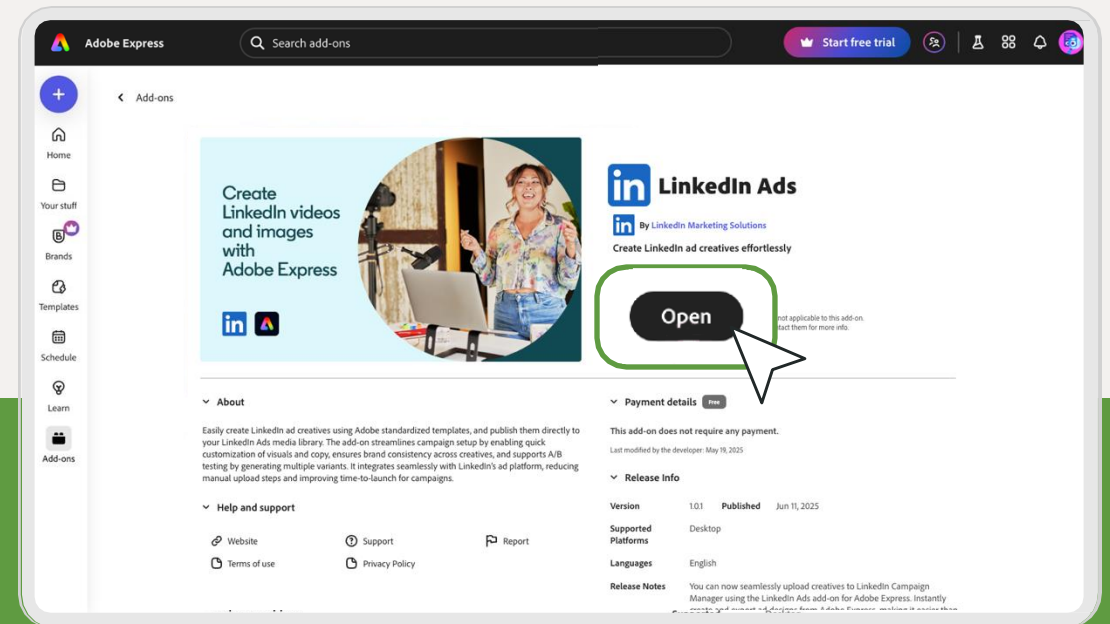 Adobe Express
Search add-ons
Start free trial
Add-ons
Home
Your stuff
Brands
Templates
Schedule
Learn
Add-ons
Create
LinkedIn videos
and images
with
Adobe Express
in
in LinkedIn Ads
in By LinkedIn Marketing Solutions
Create LinkedIn ad creatives effortlessly
Open
not applicable to this add-on.
them for more info.
About
Easily create LinkedIn ad creatives using Adobe standardized templates, and publish them directly to
your LinkedIn Ads media library. The add-on streamlines campaign setup by enabling quick
customization of visuals and copy, ensures brand consistency across creatives, and supports A/B
testing by generating multiple variants. It integrates seamlessly with LinkedIn's ad platform, reducing
manual upload steps and improving time-to-launch for campaigns.
Help and support
Website
Support
Report
Terms of use
Privacy Policy
Payment details Free
This add-on does not require any payment.
Last modified by the developer: May 19, 2025
Release Info
Version 1.0.1 Published Jun 11, 2025
Supported Desktop
Platforms
Languages English
Release Notes You can now seamlessly upload creatives to LinkedIn Campaign
Manager using the LinkedIn Ads add-on for Adobe Express. Instantly